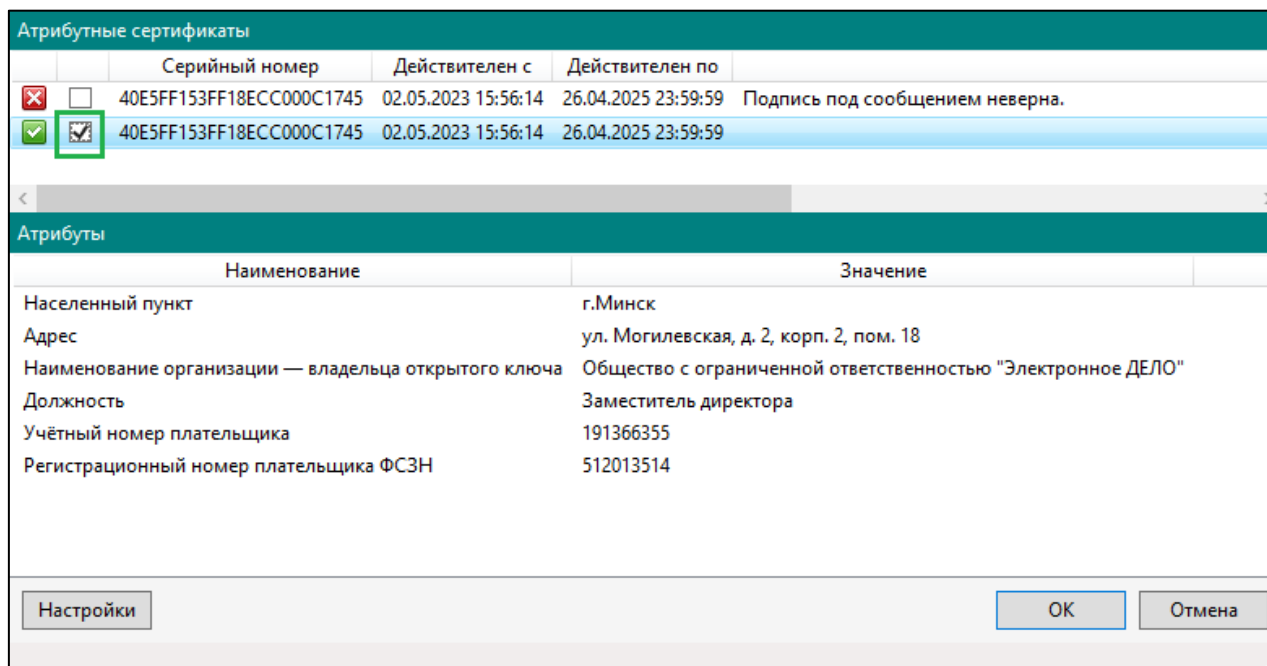 Атрибутные сертификаты
Серийный номер Действителен с Действителен по
40E5FF153FF18ECC000C1745 02.05.2023 15:56:14 26.04.2025 23:59:59 Подпись под сообщением неверна.
40E5FF153FF18ECC000C1745 02.05.2023 15:56:14 26.04.2025 23:59:59
Атрибуты
Наименование Значение
Населенный пункт г.Минск
Адрес ул. Могилевская, д. 2, корп. 2, пом. 18
Наименование организации — владельца открытого ключа Общество с ограниченной ответственностью "Электронное ДЕЛО"
Должность Заместитель директора
Учётный номер плательщика 191366355
Регистрационный номер плательщика ФСЗН 512013514
Настройки ОК Отмена